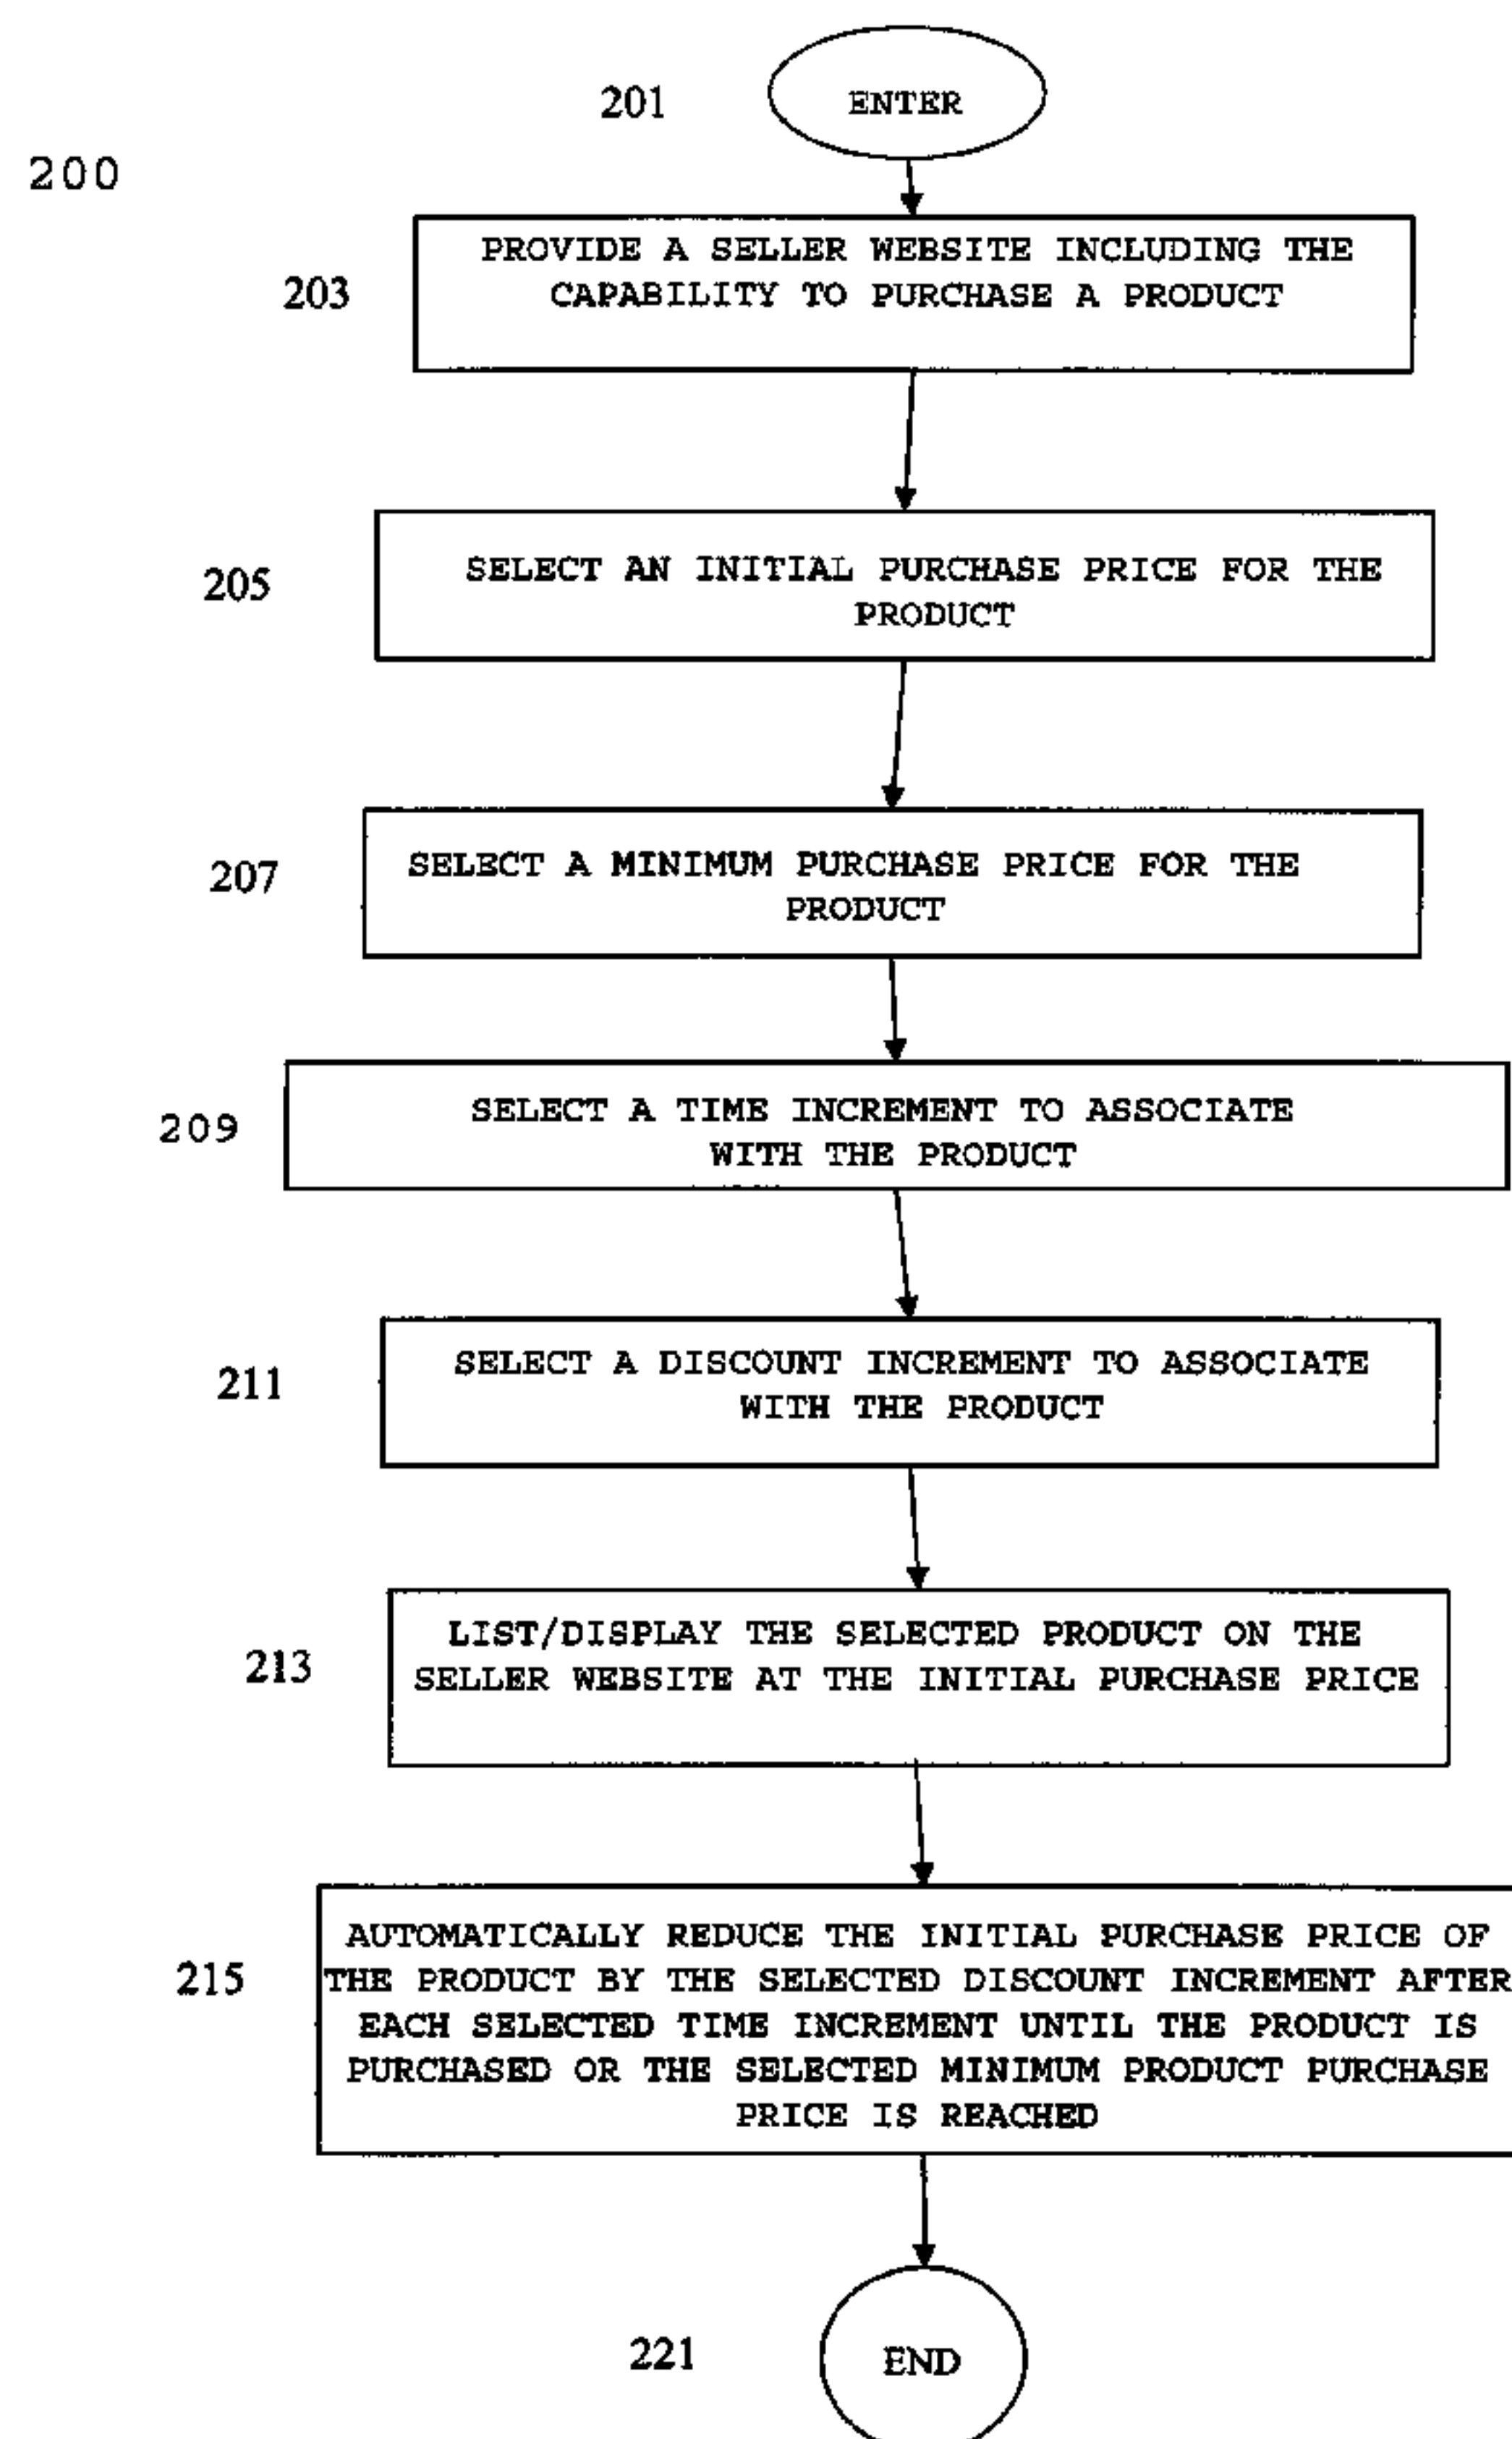 201
ENTER
200
PROVIDE A SELLER WEBSITE INCLUDING THE
CAPABILITY TO PURCHASE A PRODUCT
203
SELECT AN INITIAL PURCHASE PRICE FOR THE
PRODUCT
205
SELECT A MINIMUM PURCHASE PRICE FOR THE
PRODUCT
207
SELECT A TIME INCREMENT TO ASSOCIATE
WITH THE PRODUCT
209
SELECT A DISCOUNT INCREMENT TO ASSOCIATE
WITH THE PRODUCT
211
LIST/DISPLAY THE SELECTED PRODUCT ON THE
SELLER WEBSITE AT THE INITIAL PURCHASE PRICE
213
AUTOMATICALLY REDUCE THE INITIAL PURCHASE PRICE OF
THE PRODUCT BY THE SELECTED DISCOUNT INCREMENT AFTER
EACH SELECTED TIME INCREMENT UNTIL THE PRODUCT IS
PURCHASED OR THE SELECTED MINIMUM PRODUCT PURCHASE
PRICE IS REACHED
215
221
END